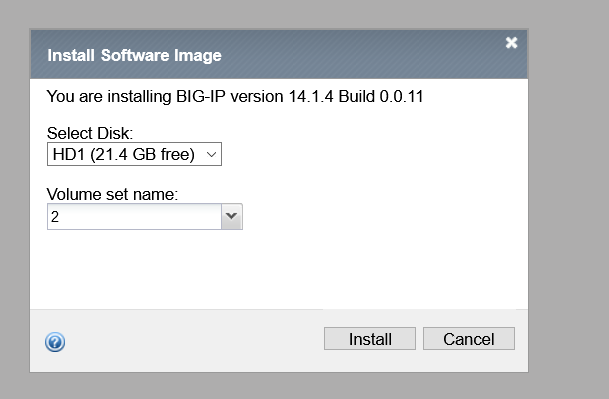 Install Software Image
You are installing BIG-IP version 14.1.4 Build 0.0.11
Select Disk:
HD1 (21.4 GB free)
Volume set name:
2
Install Cancel